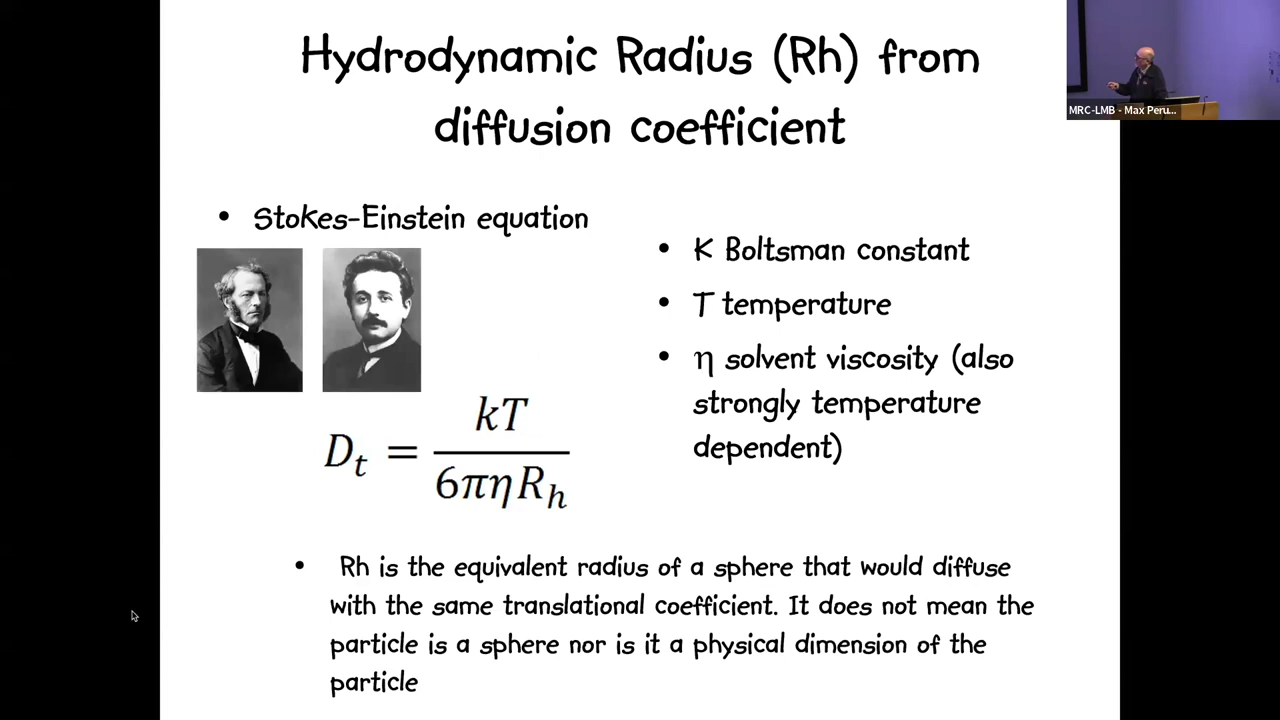 Hydrodynamic Radius (Rh) from
diffusion coefficient
MRC-LMB - Max Peru...
• Stokes-Einstein equation
• K Boltsman constant
• T temperature
• η solvent viscosity (also
strongly temperature
dependent)
D_t = kT / 6πηR_h
• Rh is the equivalent radius of a sphere that would diffuse
with the same translational coefficient. It does not mean the
particle is a sphere nor is it a physical dimension of the
particle